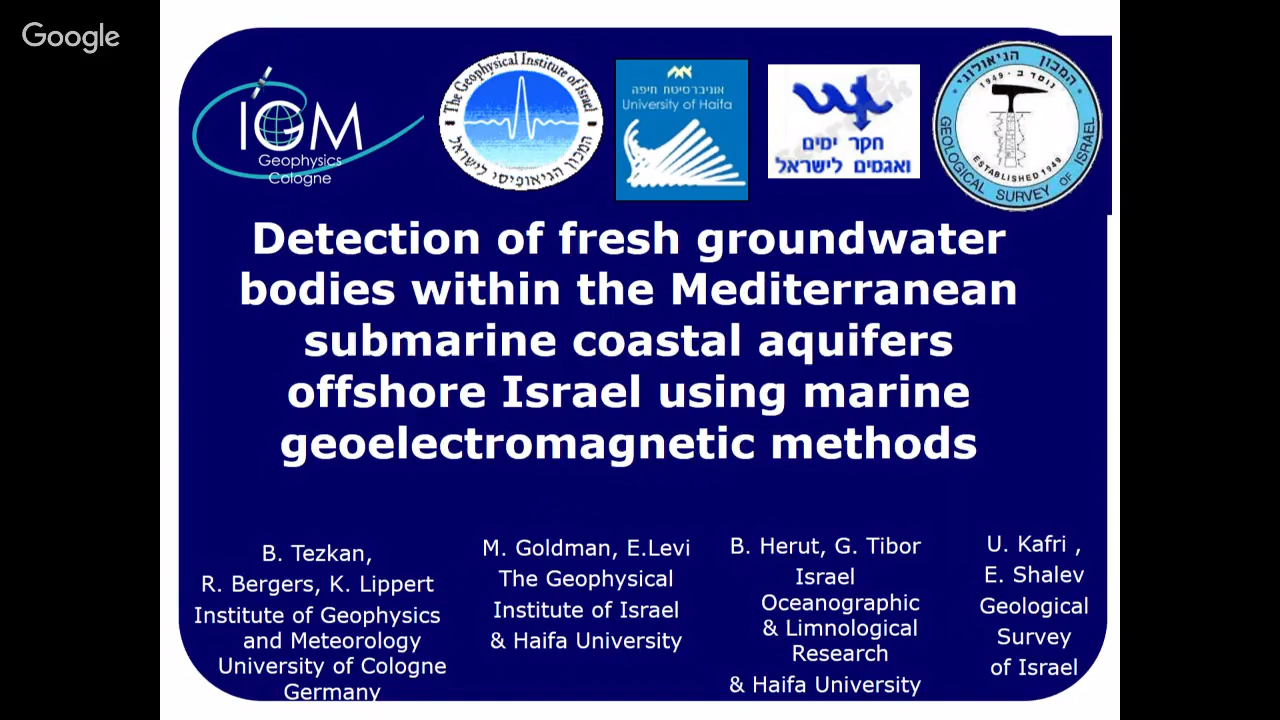 Google
IGM
Geophysics
Cologne
The Geophysical Institute of Israel
המכון הגיאופיסי לישראל
אוניברסיטת חיפה
University of Haifa
חקר ימים
ואגמים לישראל
המכון הגיאולוגי
נוסד ב - 1949
ESTABLISHED 1949
GEOLOGICAL SURVEY OF ISRAEL
Detection of fresh groundwater
bodies within the Mediterranean
submarine coastal aquifers
offshore Israel using marine
geoelectromagnetic methods
B. Tezkan,
R. Bergers, K. Lippert
Institute of Geophysics
and Meteorology
University of Cologne
Germany
M. Goldman, E.Levi
The Geophysical
Institute of Israel
& Haifa University
B. Herut, G. Tibor
Israel
Oceanographic
& Limnological
Research
& Haifa University
U. Kafri ,
E. Shalev
Geological
Survey
of Israel